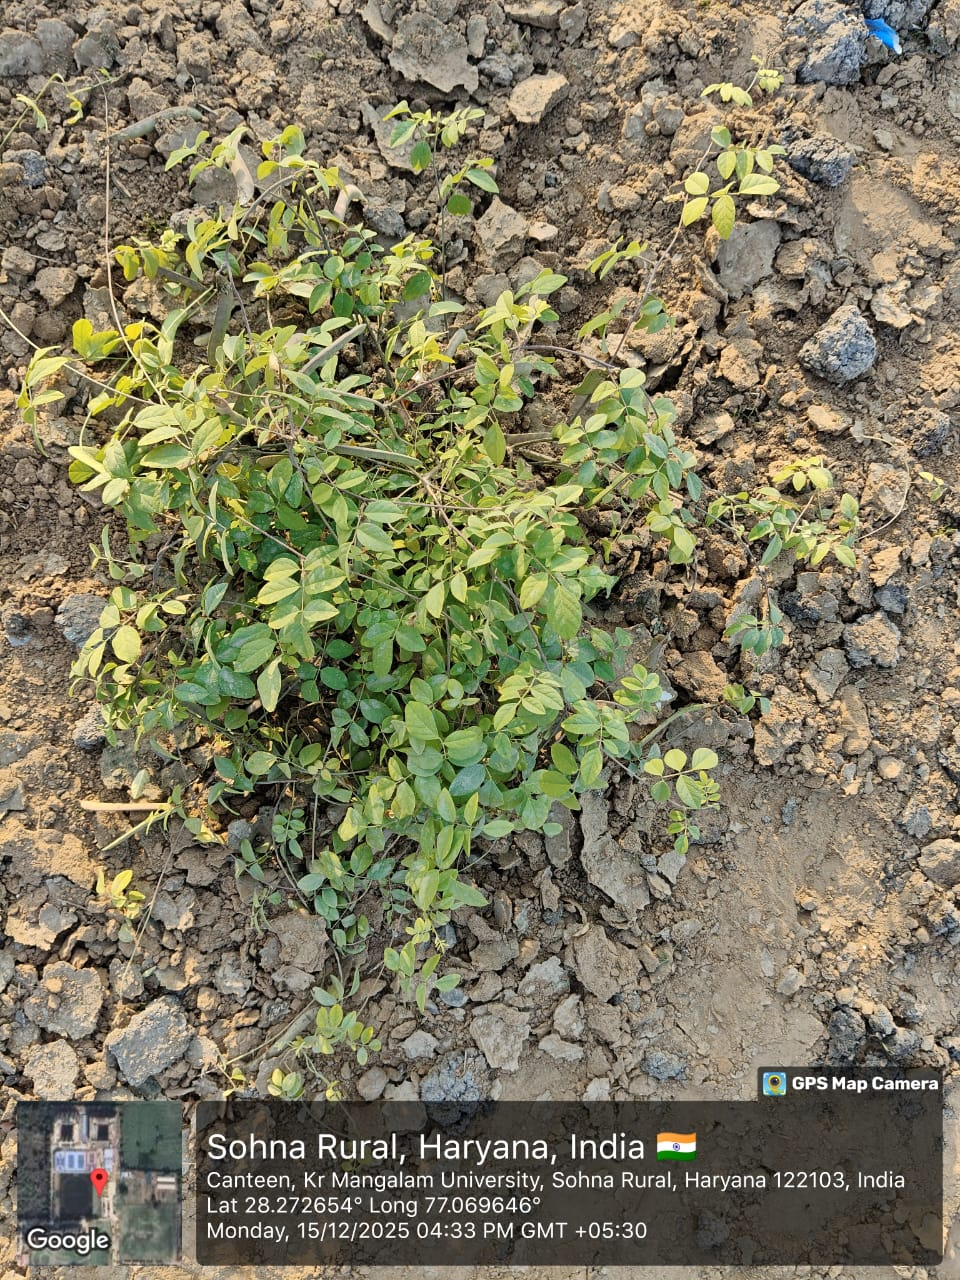 GPS Map Camera
Sohna Rural, Haryana, India 🇮🇳
Canteen, Kr Mangalam University, Sohna Rural, Haryana 122103, India
Lat 28.272654° Long 77.069646°
Monday, 15/12/2025 04:33 PM GMT +05:30
Google